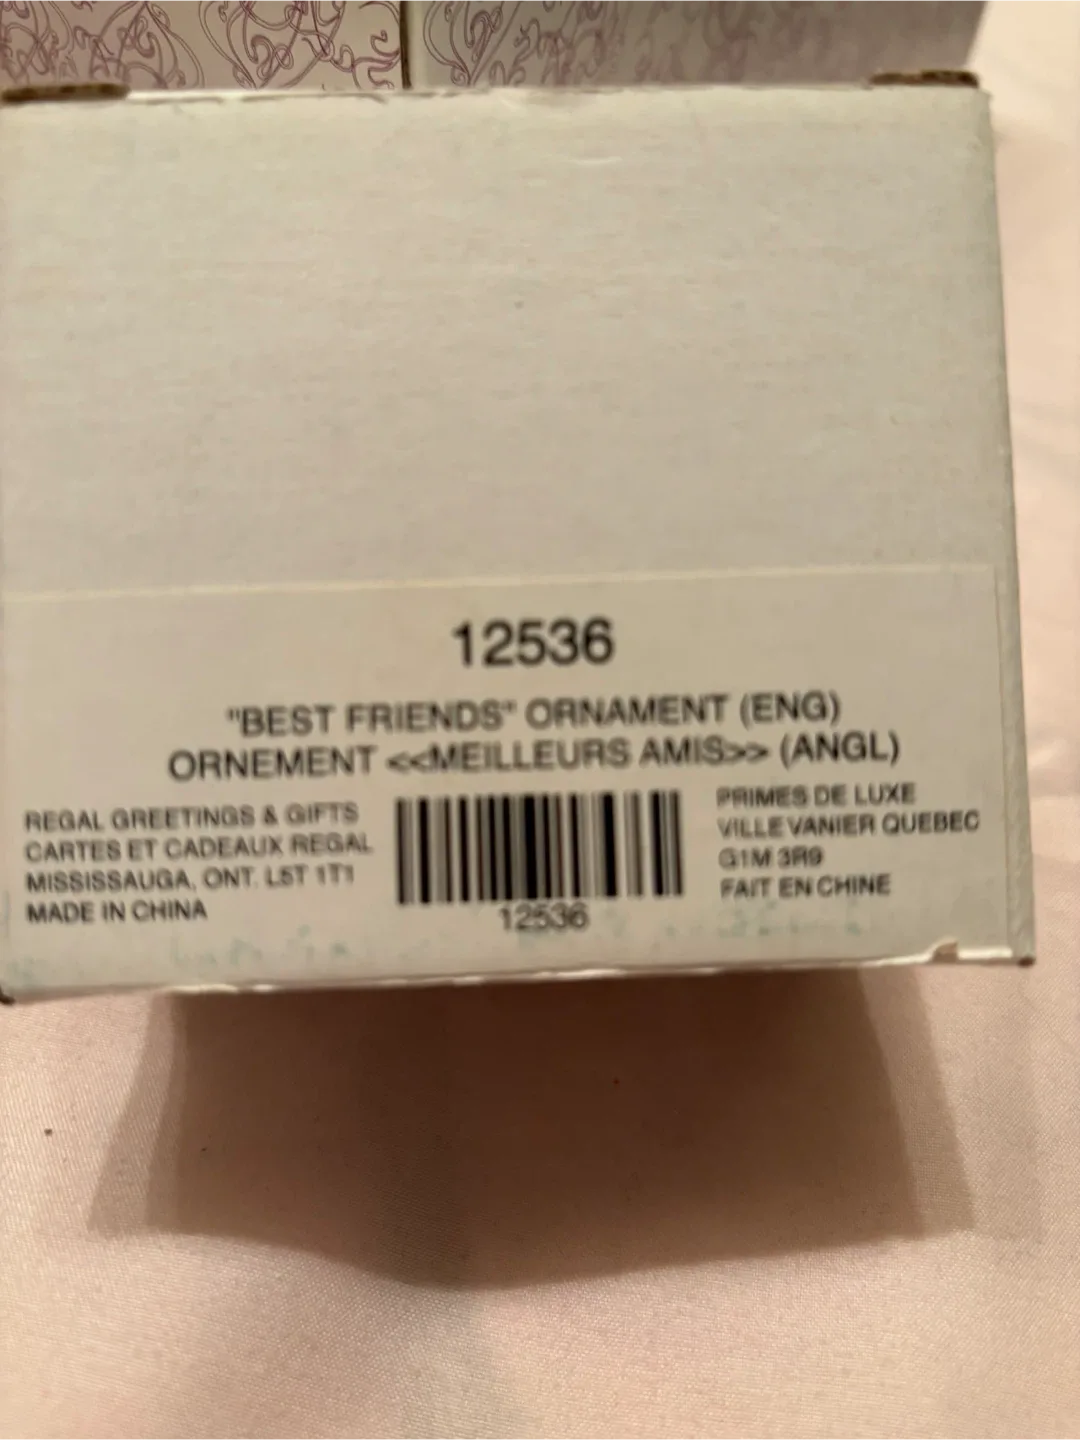 12536
"BEST FRIENDS" ORNAMENT (ENG)
ORNEMENT <<MEILLEURS AMIS>> (ANGL)
REGAL GREETINGS & GIFTS
CARTES ET CADEAUX REGAL
MISSISSAUGA, ONT. L5T 1T1
MADE IN CHINA
12536
PRIMES DE LUXE
VILLE VANIER QUEBEC
G1M 3R9
FAIT EN CHINE